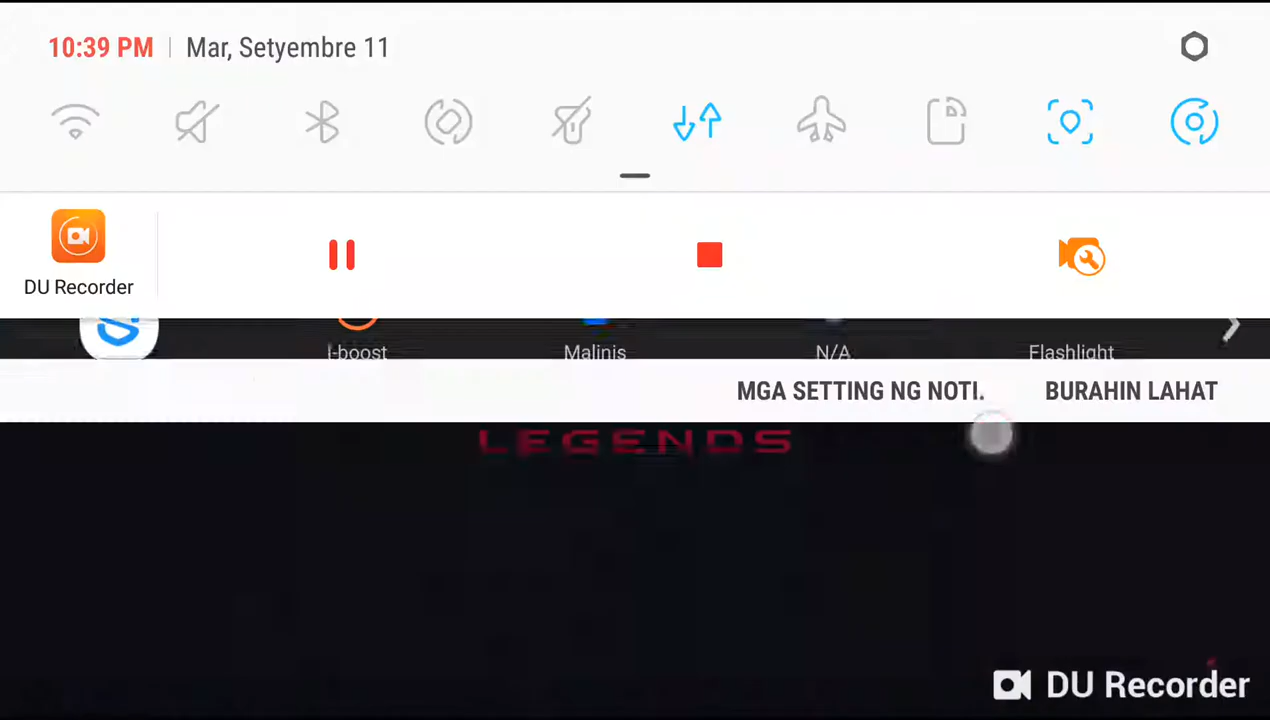 10:39 PM | Mar, Setyembre 11
DU Recorder
I-boost
Malinis
N/A
Flashlight
MGA SETTING NG NOTI.
BURAHIN LAHAT
LEGENDS
DU Recorder